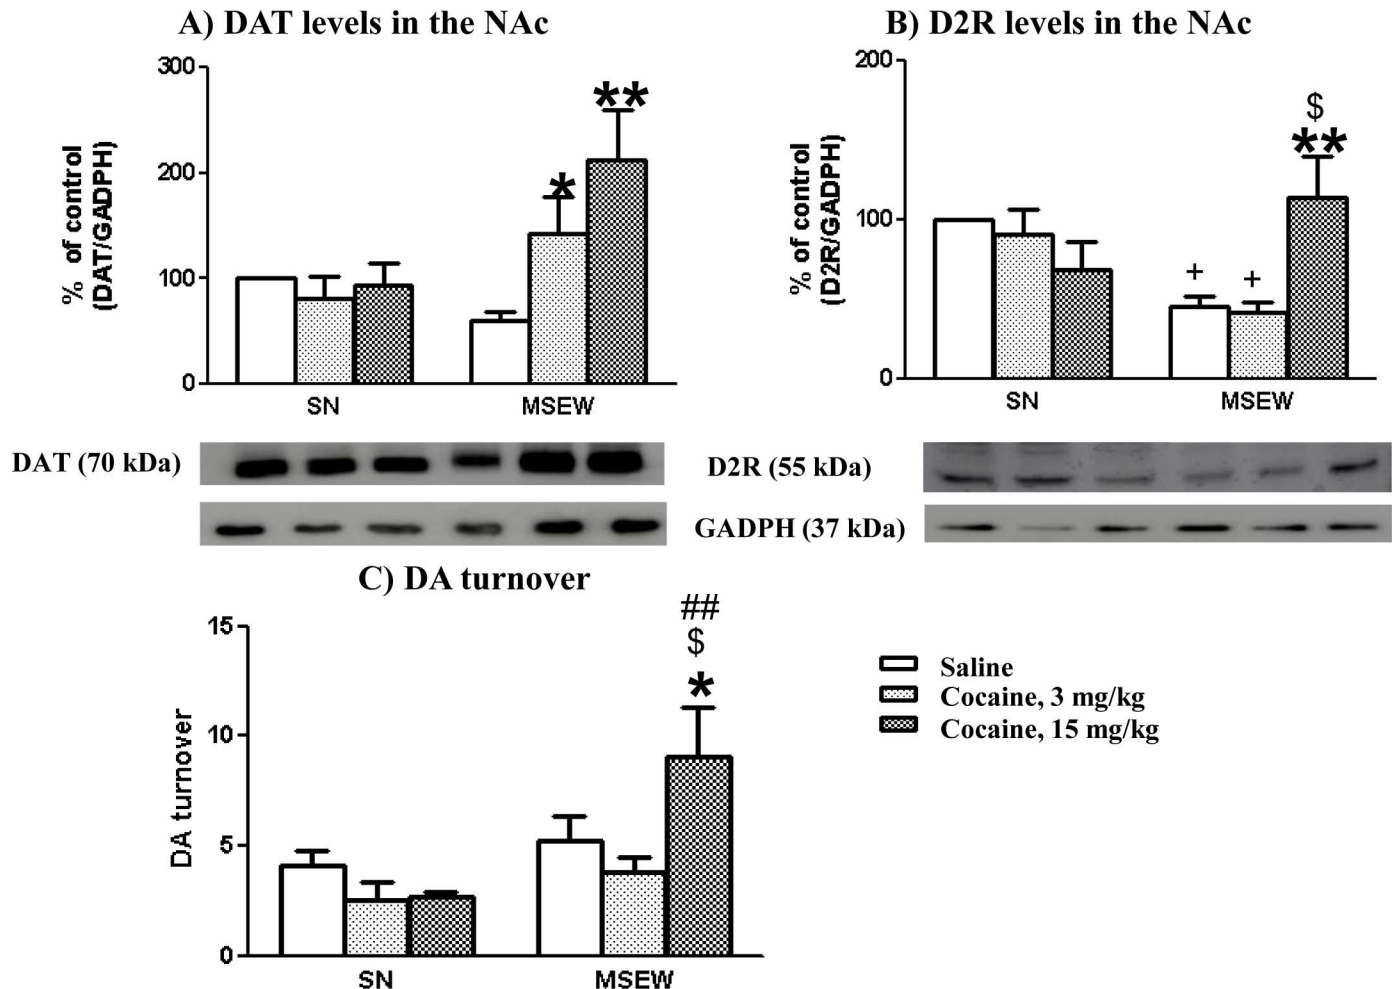 A) DAT levels in the NAc
% of control
(DAT/GADPH)
300
200
100
0
**
*
SN
MSEW
DAT (70 kDa)
B) D2R levels in the NAc
% of control
(D2R/GADPH)
200
100
0
$
**
+
+
SN
MSEW
D2R (55 kDa)
GADPH (37 kDa)
C) DA turnover
DA turnover
15
10
5
0
##
$
*
SN
MSEW
Saline
Cocaine, 3 mg/kg
Cocaine, 15 mg/kg